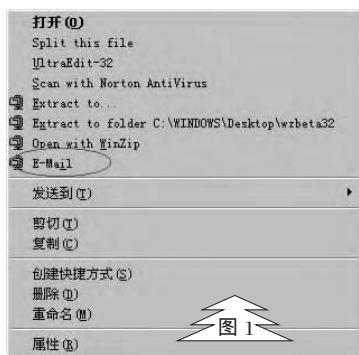 打开(O)
Split this file
UltraEdit-32
Scan with Norton AntiVirus
Extract to...
Extract to folder C:\WINDOWS\Desktop\wzbeta32
Open with WinZip
E-Mail
发送到(T)
剪切(T)
复制(C)
创建快捷方式(S)
删除(D)
重命名(M)
属性(R)
图1